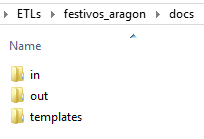 ETLs festivos_aragon docs
Name
in
out
templates